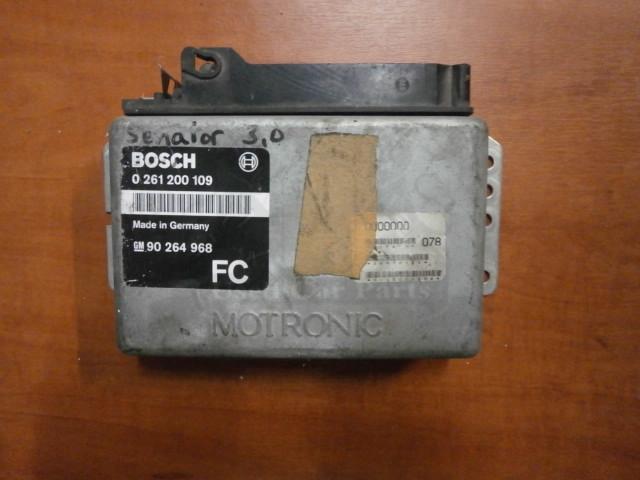 Senator 3,0
BOSCH
0 261 200 109
Made in Germany
GM 90 264 968
FC
078
MOTRONIC